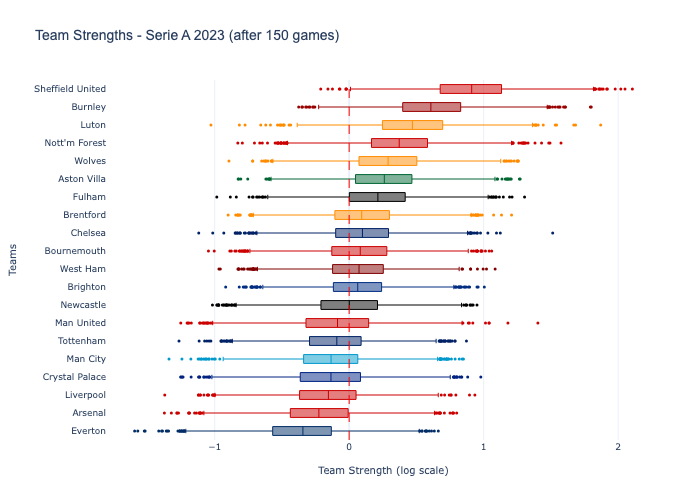 Team Strengths - Serie A 2023 (after 150 games)
Sheffield United
Burnley
Luton
Nott'm Forest
Wolves
Aston Villa
Fulham
Brentford
Chelsea
Bournemouth
West Ham
Brighton
Newcastle
Man United
Tottenham
Man City
Crystal Palace
Liverpool
Arsenal
Everton
Teams
−1 0 1 2
Team Strength (log scale)